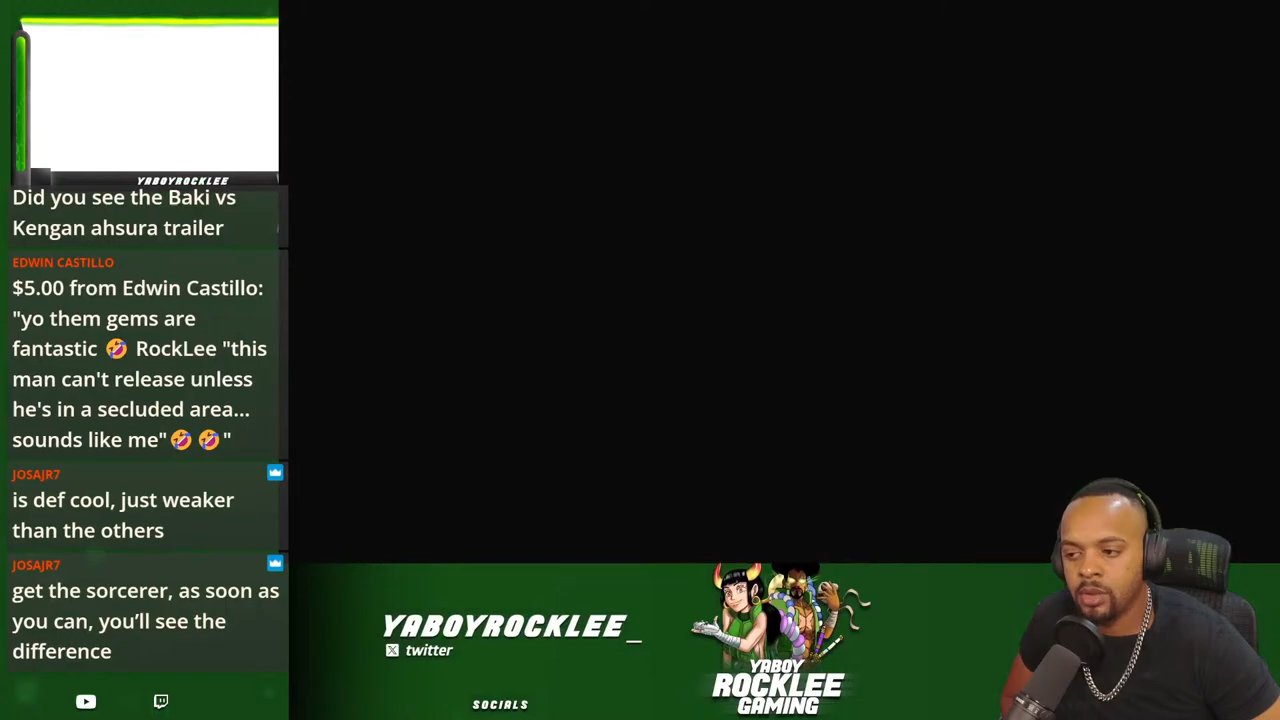 YABOYROCKLEE
Did you see the Baki vs
Kengan ahsura trailer
EDWIN CASTILLO
$5.00 from Edwin Castillo:
"yo them gems are
fantastic 🤣 RockLee "this
man can't release unless
he's in a secluded area...
sounds like me"🤣 🤣 "
JOSAJR7
is def cool, just weaker
than the others
JOSAJR7
get the sorcerer, as soon as
you can, you'll see the
difference
YABOYROCKLEE_
twitter
SOCIALS
YABOY
ROCKLEE
GAMING